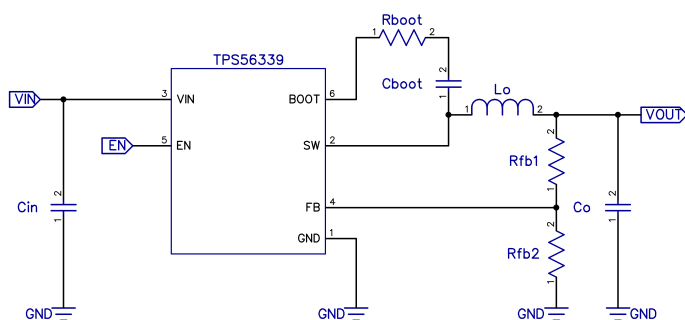 Rboot
1 2
TPS56339
2
Cboot
1
Lo
1 2
VIN
3 VIN
BOOT 6
VOUT
EN
5 EN
SW 2
2
Rfb1
1
2
Cin
1
FB 4
2
Co
1
2
Rfb2
1
GND 1
GND
GND
GND
GND